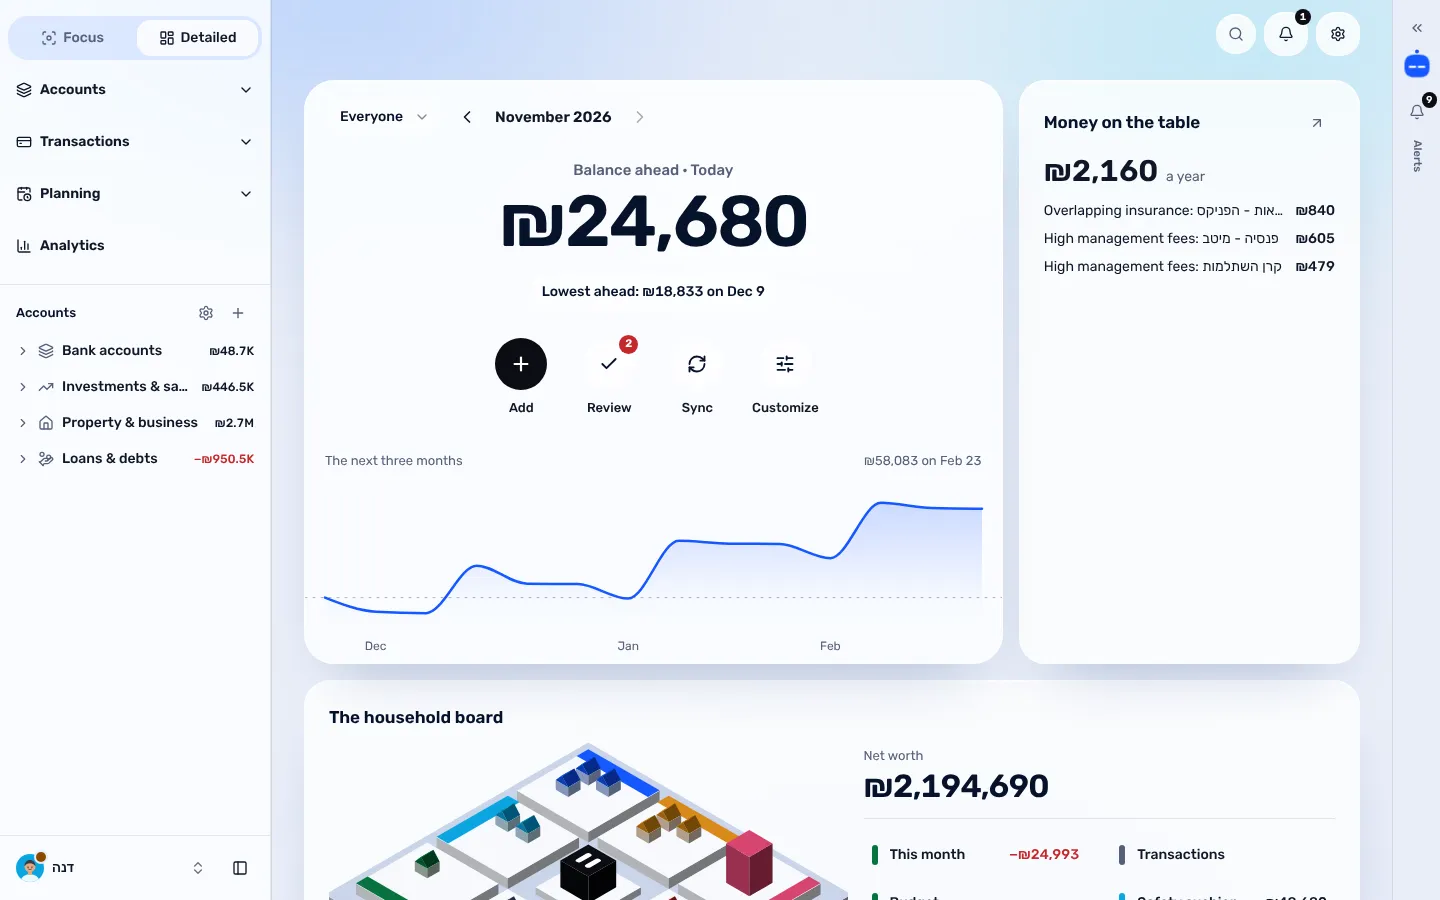 Focus
Detailed
Accounts
Transactions
Planning
Analytics
Accounts
Bank accounts ₪48.7K
Investments & sa... ₪446.5K
Property & business ₪2.7M
Loans & debts −₪950.5K
דנה
1
Everyone
November 2026
Balance ahead • Today
₪24,680
Lowest ahead: ₪18,833 on Dec 9
2
Add
Review
Sync
Customize
The next three months
₪58,083 on Feb 23
Dec
Jan
Feb
Money on the table
₪2,160 a year
Overlapping insurance: אות - הפניקס... ₪840
High management fees: פנסיה - מיטב ₪605
High management fees: קרן השתלמות ₪479
The household board
Net worth
₪2,194,690
This month −₪24,993
Transactions
9
Alerts